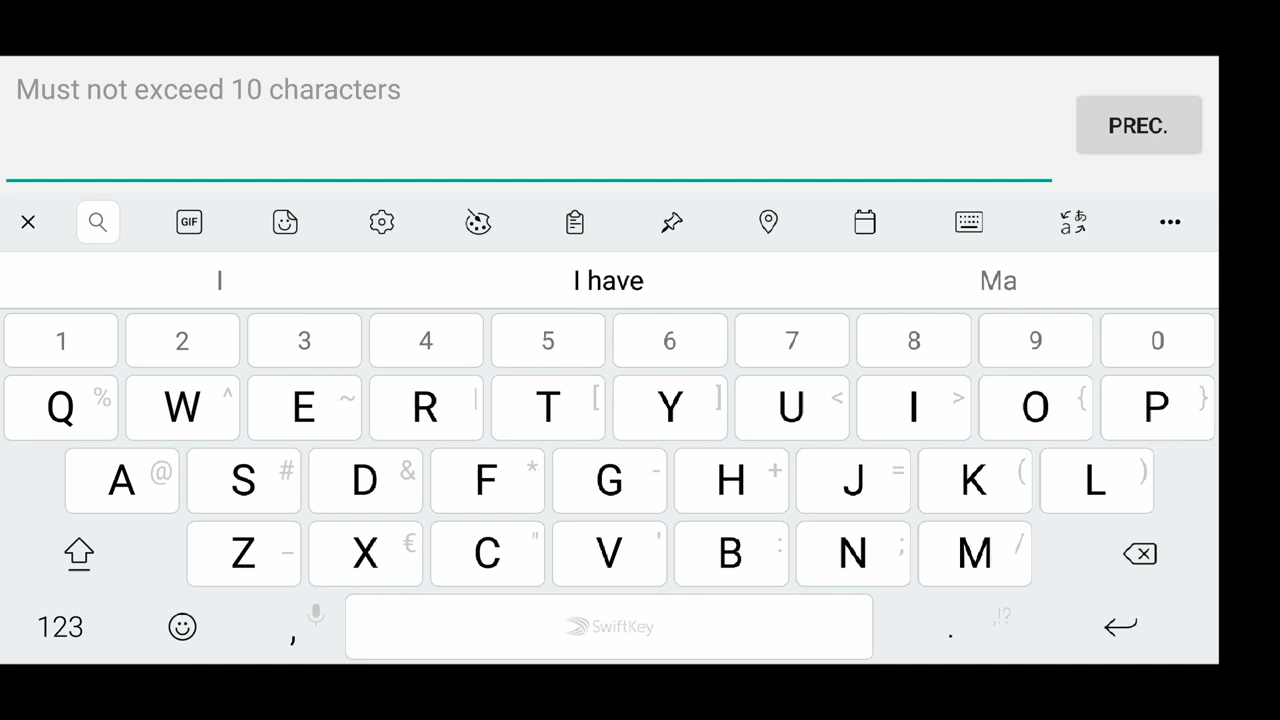 Must not exceed 10 characters
PREC.
GIF
I I have Ma
1 2 3 4 5 6 7 8 9 0
Q % W ^ E ~ R | T [ Y ] U < I > O { P }
A @ S # D & F * G - H + J = K ( L )
Z _ X € C " V ' B : N ; M /
123 , SwiftKey . ,!?